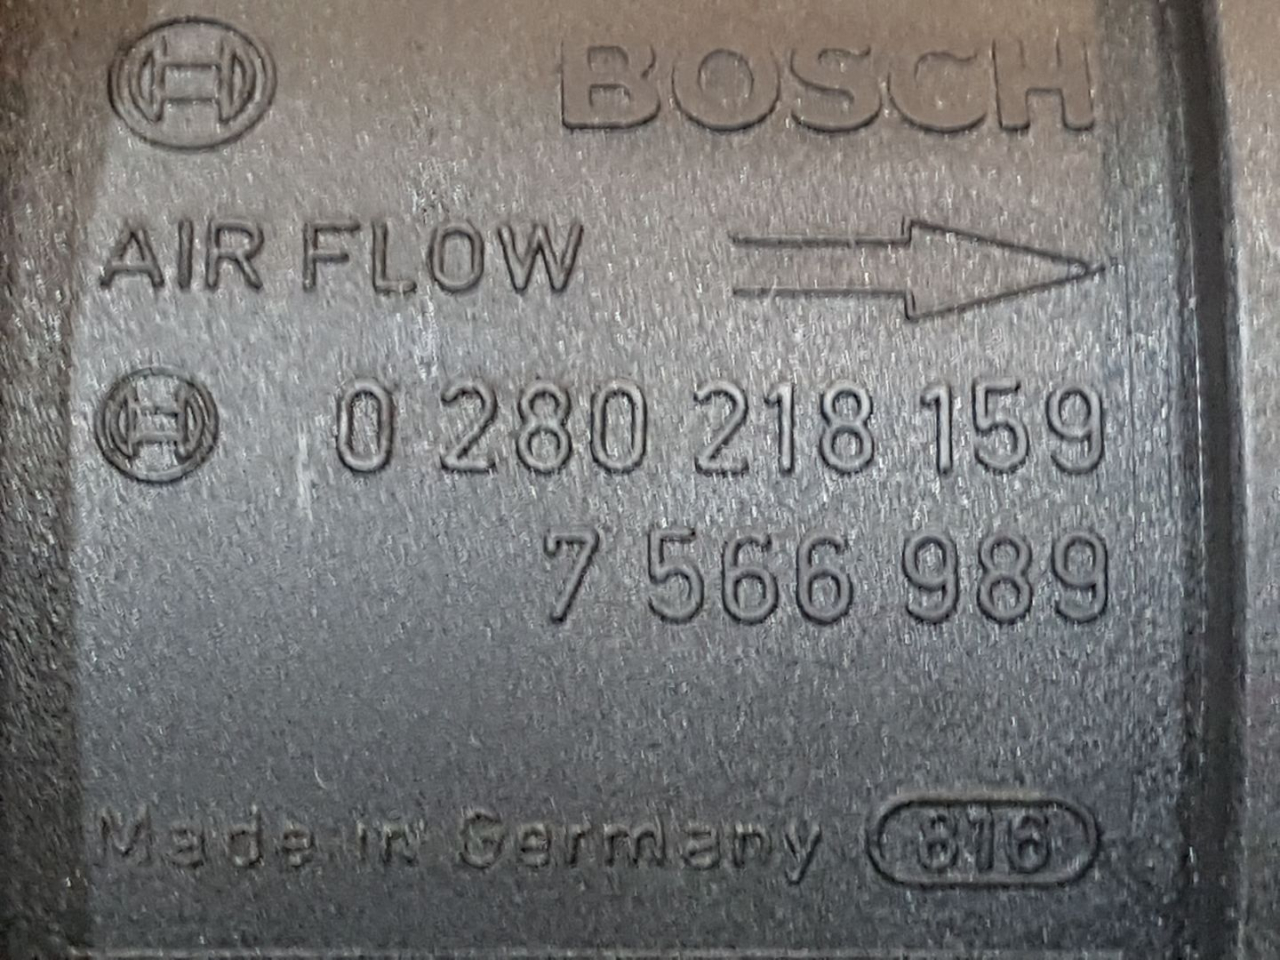 BOSCH
AIR FLOW
0 280 218 159
7 566 989
Made in Germany 816